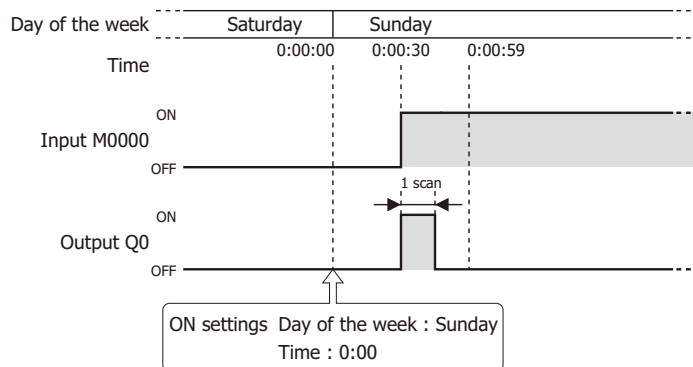 Day of the week Saturday Sunday
Time 0:00:00 0:00:30 0:00:59
ON
Input M0000
OFF
1 scan
ON
Output Q0
OFF
ON settings Day of the week : Sunday
Time : 0:00